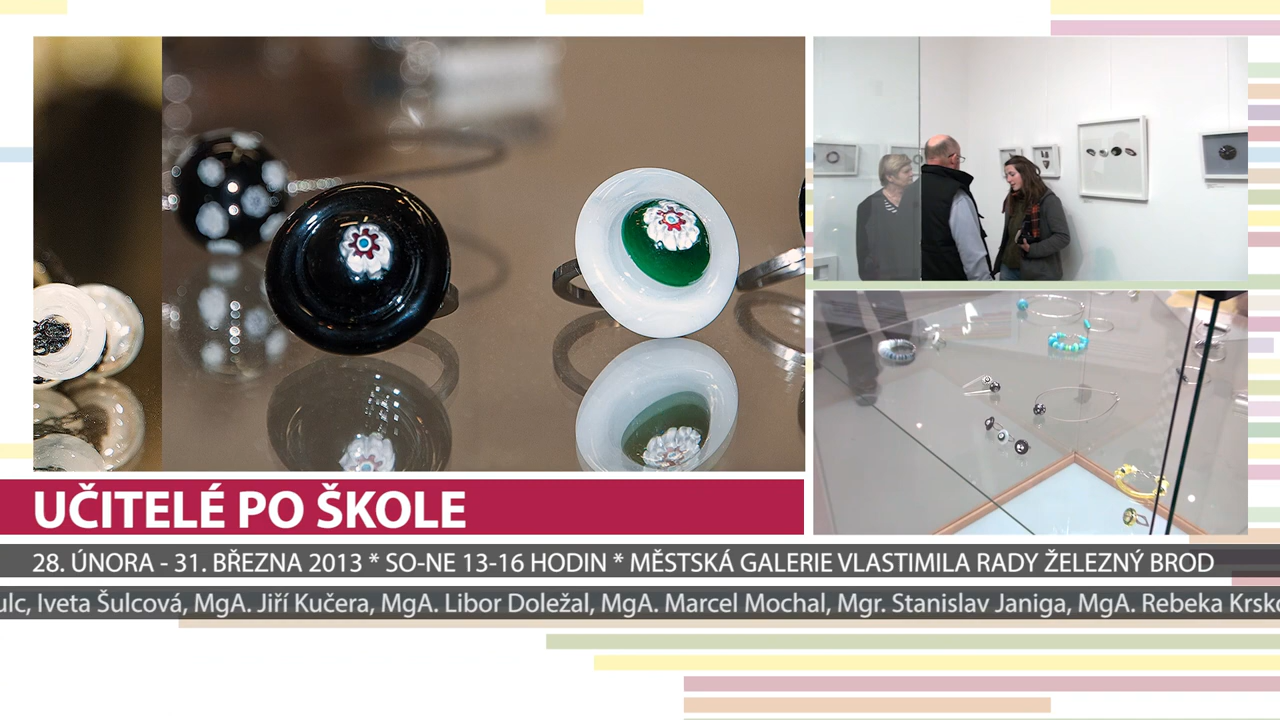 UČITELÉ PO ŠKOLE
28. ÚNORA - 31. BŘEZNA 2013 * SO-NE 13-16 HODIN * MĚSTSKÁ GALERIE VLASTIMILA RADY ŽELEZNÝ BROD
Iveta Šulcová, MgA. Jiří Kučera, MgA. Libor Doležal, MgA. Marcel Mochal, Mgr. Stanislav Janiga, MgA. Rebeka